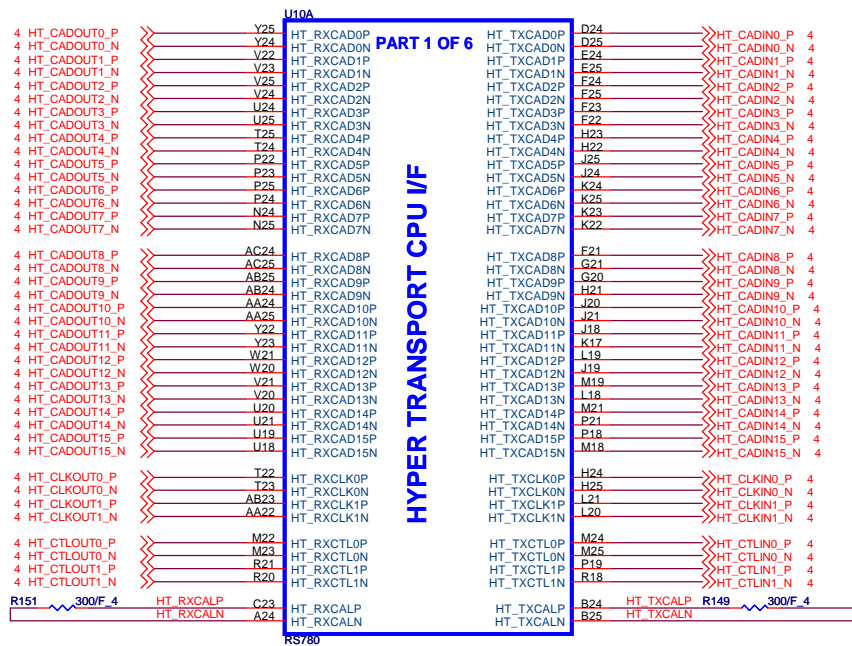 U10A
4 HT_CADOUT0_P Y25 HT_RXCAD0P PART 1 OF 6 HT_TXCAD0P D24 HT_CADIN0_P 4
4 HT_CADOUT0_N Y24 HT_RXCAD0N HT_TXCAD0N D25 HT_CADIN0_N 4
4 HT_CADOUT1_P V22 HT_RXCAD1P HT_TXCAD1P E24 HT_CADIN1_P 4
4 HT_CADOUT1_N V23 HT_RXCAD1N HT_TXCAD1N E25 HT_CADIN1_N 4
4 HT_CADOUT2_P V25 HT_RXCAD2P HT_TXCAD2P F24 HT_CADIN2_P 4
4 HT_CADOUT2_N V24 HT_RXCAD2N HT_TXCAD2N F25 HT_CADIN2_N 4
4 HT_CADOUT3_P U24 HT_RXCAD3P HT_TXCAD3P F23 HT_CADIN3_P 4
4 HT_CADOUT3_N U25 HT_RXCAD3N HT_TXCAD3N F22 HT_CADIN3_N 4
4 HT_CADOUT4_P T25 HT_RXCAD4P HT_TXCAD4P H23 HT_CADIN4_P 4
4 HT_CADOUT4_N T24 HT_RXCAD4N HT_TXCAD4N H22 HT_CADIN4_N 4
4 HT_CADOUT5_P P22 HT_RXCAD5P HT_TXCAD5P J25 HT_CADIN5_P 4
4 HT_CADOUT5_N P23 HT_RXCAD5N HT_TXCAD5N J24 HT_CADIN5_N 4
4 HT_CADOUT6_P P25 HT_RXCAD6P HT_TXCAD6P K24 HT_CADIN6_P 4
4 HT_CADOUT6_N P24 HT_RXCAD6N HT_TXCAD6N K25 HT_CADIN6_N 4
4 HT_CADOUT7_P N24 HT_RXCAD7P HT_TXCAD7P K23 HT_CADIN7_P 4
4 HT_CADOUT7_N N25 HT_RXCAD7N HT_TXCAD7N K22 HT_CADIN7_N 4
HYPER TRANSPORT CPU I/F
4 HT_CADOUT8_P AC24 HT_RXCAD8P HT_TXCAD8P F21 HT_CADIN8_P 4
4 HT_CADOUT8_N AC25 HT_RXCAD8N HT_TXCAD8N G21 HT_CADIN8_N 4
4 HT_CADOUT9_P AB25 HT_RXCAD9P HT_TXCAD9P G20 HT_CADIN9_P 4
4 HT_CADOUT9_N AB24 HT_RXCAD9N HT_TXCAD9N H21 HT_CADIN9_N 4
4 HT_CADOUT10_P AA24 HT_RXCAD10P HT_TXCAD10P J20 HT_CADIN10_P 4
4 HT_CADOUT10_N AA25 HT_RXCAD10N HT_TXCAD10N J21 HT_CADIN10_N 4
4 HT_CADOUT11_P Y22 HT_RXCAD11P HT_TXCAD11P J18 HT_CADIN11_P 4
4 HT_CADOUT11_N Y23 HT_RXCAD11N HT_TXCAD11N K17 HT_CADIN11_N 4
4 HT_CADOUT12_P W21 HT_RXCAD12P HT_TXCAD12P L19 HT_CADIN12_P 4
4 HT_CADOUT12_N W20 HT_RXCAD12N HT_TXCAD12N J19 HT_CADIN12_N 4
4 HT_CADOUT13_P V21 HT_RXCAD13P HT_TXCAD13P M19 HT_CADIN13_P 4
4 HT_CADOUT13_N V20 HT_RXCAD13N HT_TXCAD13N L18 HT_CADIN13_N 4
4 HT_CADOUT14_P U20 HT_RXCAD14P HT_TXCAD14P M21 HT_CADIN14_P 4
4 HT_CADOUT14_N U21 HT_RXCAD14N HT_TXCAD14N P21 HT_CADIN14_N 4
4 HT_CADOUT15_P U19 HT_RXCAD15P HT_TXCAD15P P18 HT_CADIN15_P 4
4 HT_CADOUT15_N U18 HT_RXCAD15N HT_TXCAD15N M18 HT_CADIN15_N 4
4 HT_CLKOUT0_P T22 HT_RXCLK0P HT_TXCLK0P H24 HT_CLKIN0_P 4
4 HT_CLKOUT0_N T23 HT_RXCLK0N HT_TXCLK0N H25 HT_CLKIN0_N 4
4 HT_CLKOUT1_P AB23 HT_RXCLK1P HT_TXCLK1P L21 HT_CLKIN1_P 4
4 HT_CLKOUT1_N AA22 HT_RXCLK1N HT_TXCLK1N L20 HT_CLKIN1_N 4
4 HT_CTLOUT0_P M22 HT_RXCTL0P HT_TXCTL0P M24 HT_CTLIN0_P 4
4 HT_CTLOUT0_N M23 HT_RXCTL0N HT_TXCTL0N M25 HT_CTLIN0_N 4
4 HT_CTLOUT1_P R21 HT_RXCTL1P HT_TXCTL1P P19 HT_CTLIN1_P 4
4 HT_CTLOUT1_N R20 HT_RXCTL1N HT_TXCTL1N R18 HT_CTLIN1_N 4
R151 300/F_4 HT_RXCALP C23 HT_RXCALP HT_TXCALP B24 HT_TXCALP R149 300/F_4
HT_RXCALN A24 HT_RXCALN HT_TXCALN B25 HT_TXCALN
RS780